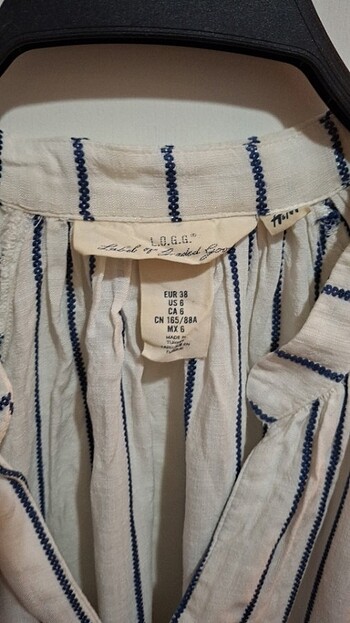 L.O.G.G.®
Label of Graded Goods
EUR 38
US 6
CA 6
CN 165/88A
MX 6
MADE IN